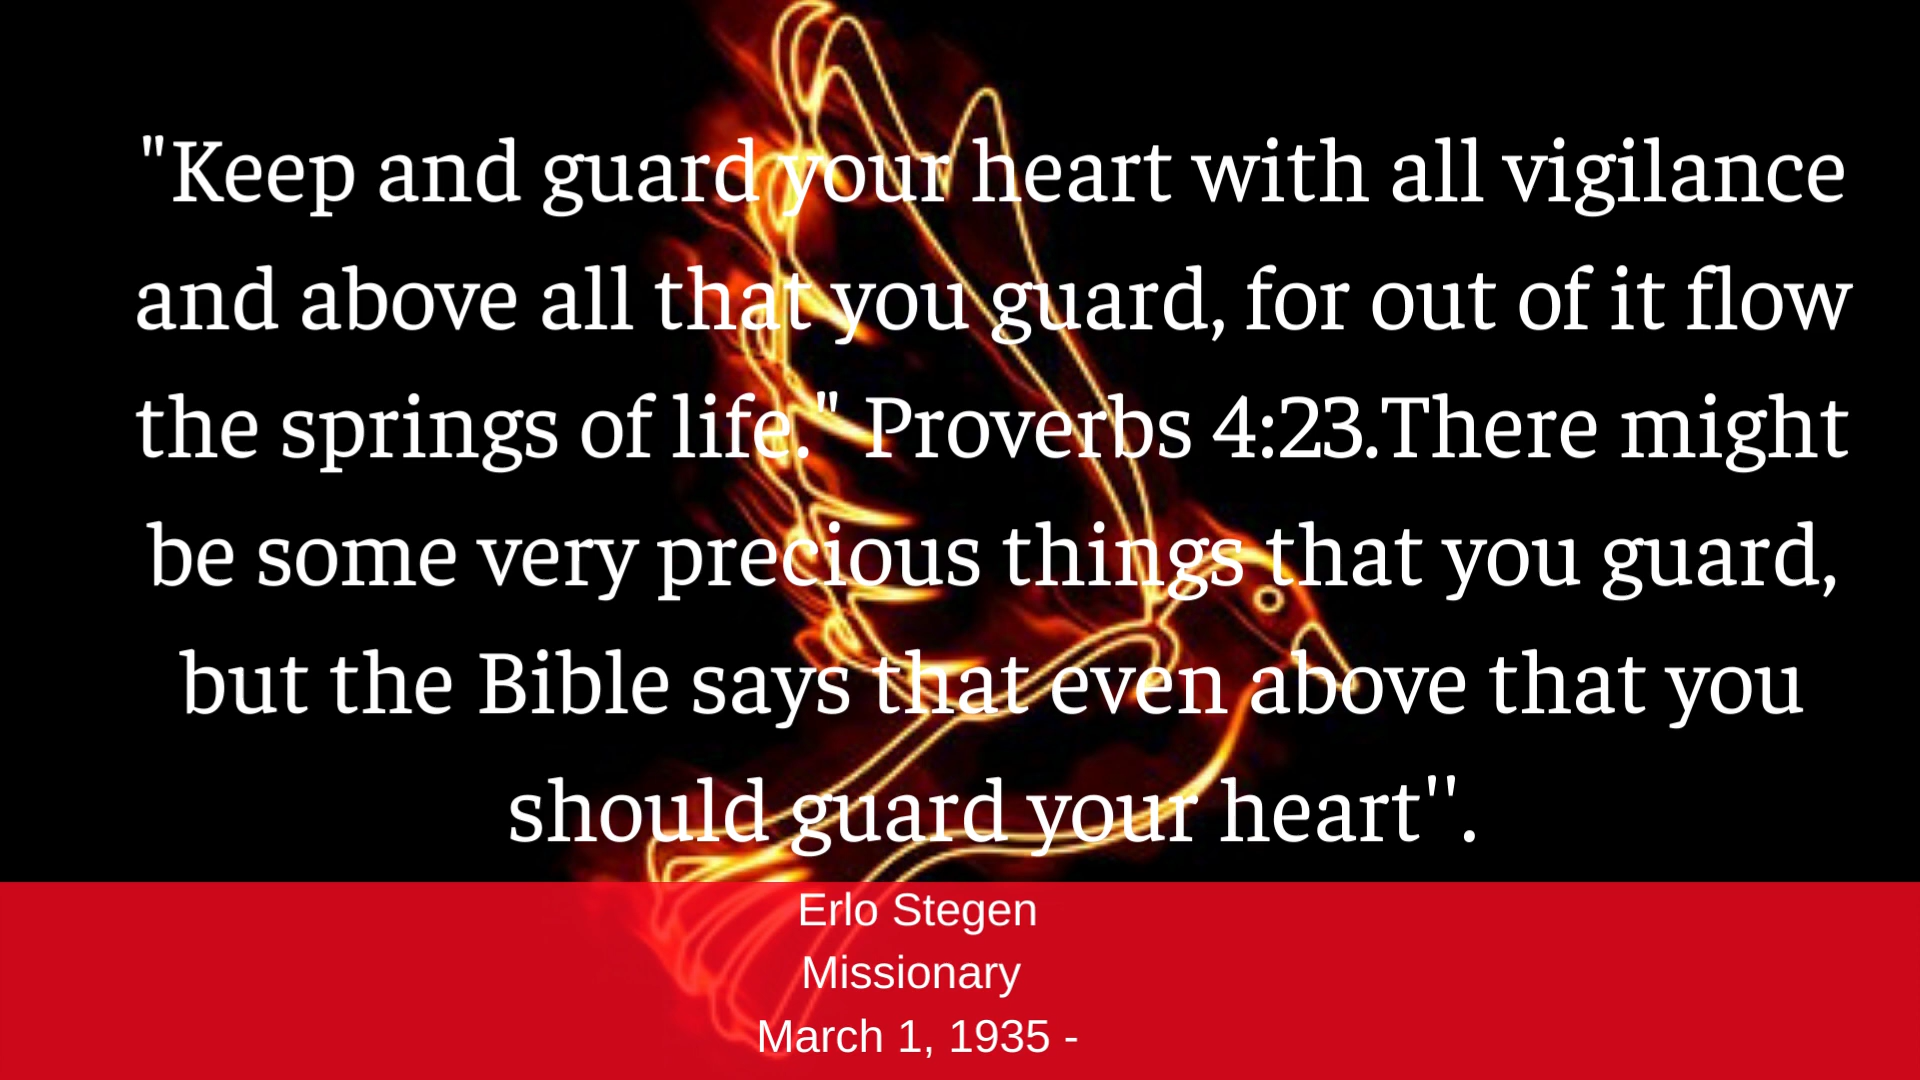 "Keep and guard your heart with all vigilance
and above all that you guard, for out of it flow
the springs of life." Proverbs 4:23.There might
be some very precious things that you guard,
but the Bible says that even above that you
should guard your heart''.
Erlo Stegen
Missionary
March 1, 1935 -